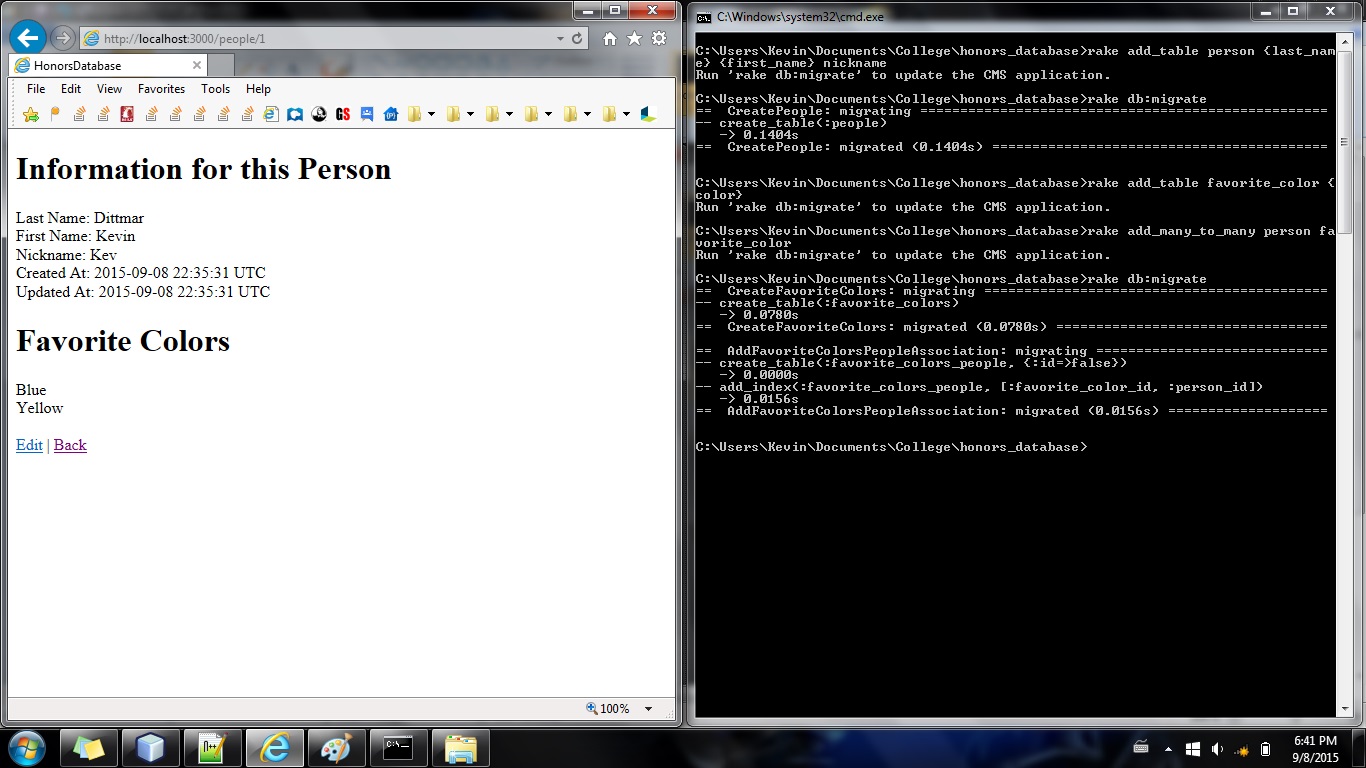 http://localhost:3000/people/1
HonorsDatabase
File Edit View Favorites Tools Help
GS
Information for this Person
Last Name: Dittmar
First Name: Kevin
Nickname: Kev
Created At: 2015-09-08 22:35:31 UTC
Updated At: 2015-09-08 22:35:31 UTC
Favorite Colors
Blue
Yellow
Edit | Back
100%
C:\Windows\system32\cmd.exe
C:\Users\Kevin\Documents\College\honors_database>rake add_table person {last_nam
e} {first_name} nickname
Run 'rake db:migrate' to update the CMS application.
C:\Users\Kevin\Documents\College\honors_database>rake db:migrate
==  CreatePeople: migrating ===================================================
-- create_table(:people)
   -> 0.1404s
==  CreatePeople: migrated (0.1404s) ==========================================
C:\Users\Kevin\Documents\College\honors_database>rake add_table favorite_color {
color}
Run 'rake db:migrate' to update the CMS application.
C:\Users\Kevin\Documents\College\honors_database>rake add_many_to_many person fa
vorite_color
Run 'rake db:migrate' to update the CMS application.
C:\Users\Kevin\Documents\College\honors_database>rake db:migrate
==  CreateFavoriteColors: migrating ===========================================
-- create_table(:favorite_colors)
   -> 0.0780s
==  CreateFavoriteColors: migrated (0.0780s) ==================================
==  AddFavoriteColorsPeopleAssociation: migrating =============================
-- create_table(:favorite_colors_people, {:id=>false})
   -> 0.0000s
-- add_index(:favorite_colors_people, [:favorite_color_id, :person_id])
   -> 0.0156s
==  AddFavoriteColorsPeopleAssociation: migrated (0.0156s) ====================
C:\Users\Kevin\Documents\College\honors_database>
6:41 PM
9/8/2015